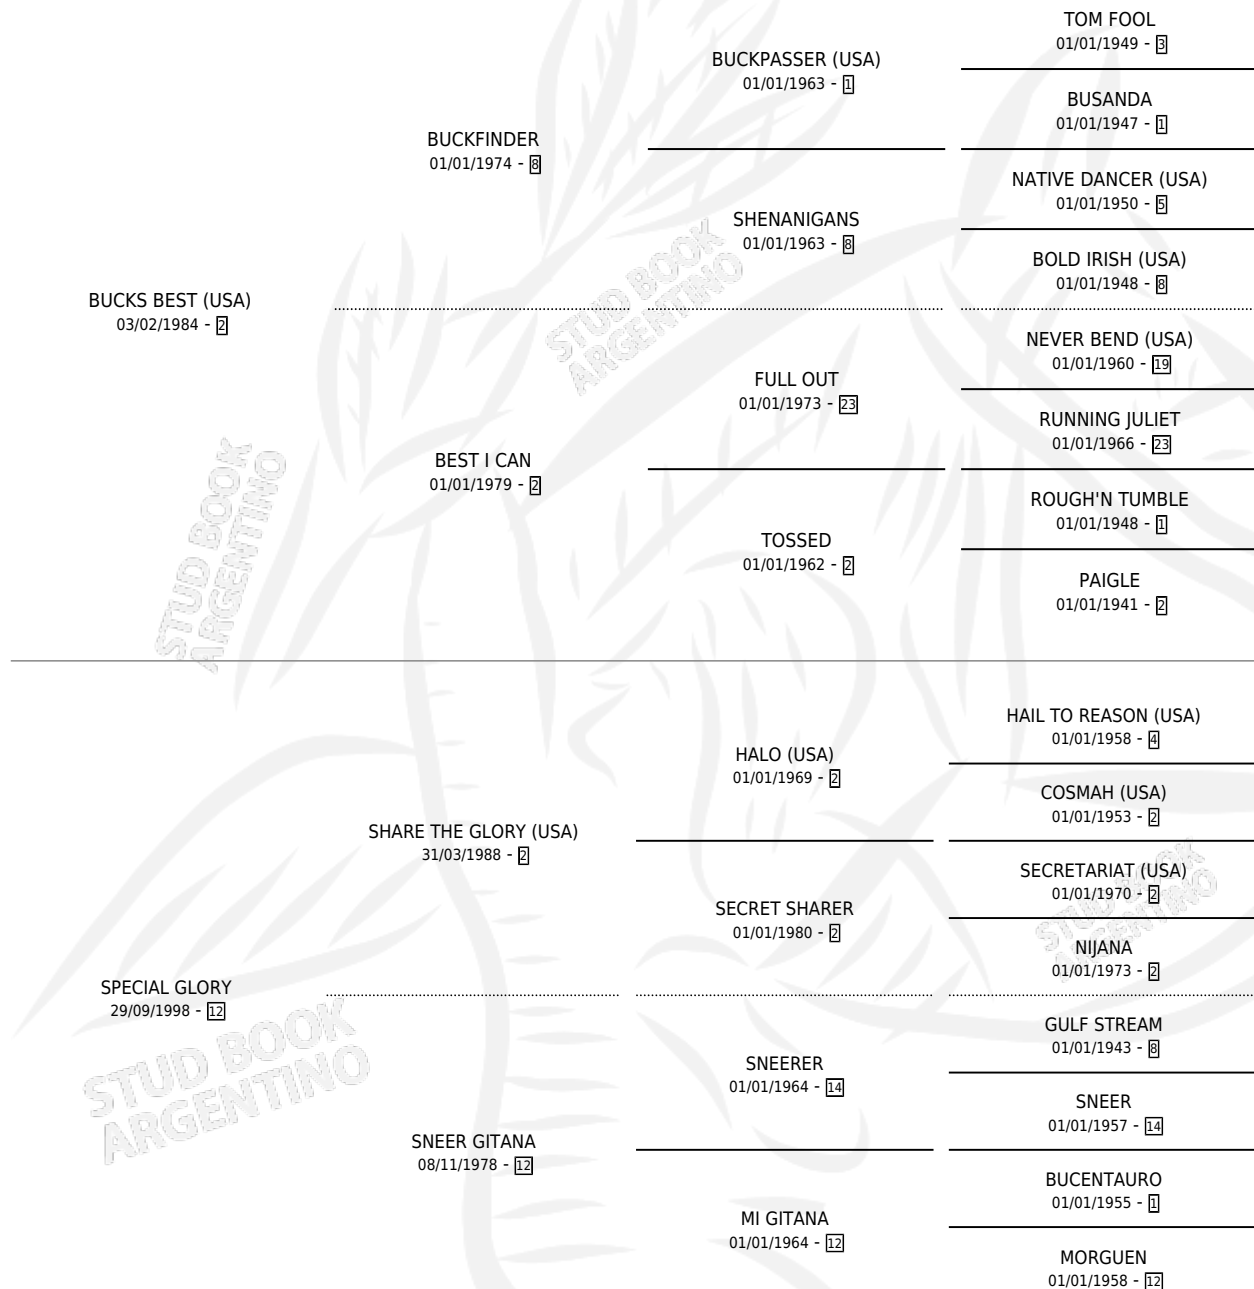 TOM FOOL
01/01/1949 - 3
BUCKPASSER (USA)
01/01/1963 - 1
BUSANDA
01/01/1947 - 1
BUCKFINDER
01/01/1974 - 8
NATIVE DANCER (USA)
01/01/1950 - 5
SHENANIGANS
01/01/1963 - 8
BOLD IRISH (USA)
01/01/1948 - 8
BUCKS BEST (USA)
03/02/1984 - 2
NEVER BEND (USA)
01/01/1960 - 19
FULL OUT
01/01/1973 - 23
RUNNING JULIET
01/01/1966 - 23
BEST I CAN
01/01/1979 - 2
ROUGH'N TUMBLE
01/01/1948 - 1
TOSSED
01/01/1962 - 2
PAIGLE
01/01/1941 - 2
HAIL TO REASON (USA)
01/01/1958 - 4
HALO (USA)
01/01/1969 - 2
COSMAH (USA)
01/01/1953 - 2
SHARE THE GLORY (USA)
31/03/1988 - 2
SECRETARIAT (USA)
01/01/1970 - 2
SECRET SHARER
01/01/1980 - 2
NIJANA
01/01/1973 - 2
SPECIAL GLORY
29/09/1998 - 12
GULF STREAM
01/01/1943 - 8
SNEERER
01/01/1964 - 14
SNEER
01/01/1957 - 14
SNEER GITANA
08/11/1978 - 12
BUCENTAURO
01/01/1955 - 1
MI GITANA
01/01/1964 - 12
MORGUEN
01/01/1958 - 12
STUD BOOK
ARGENTINO
STUD BOOK
ARGENTINO
STUD BOOK
ARGENTINO
STUD BOOK
ARGENTINO